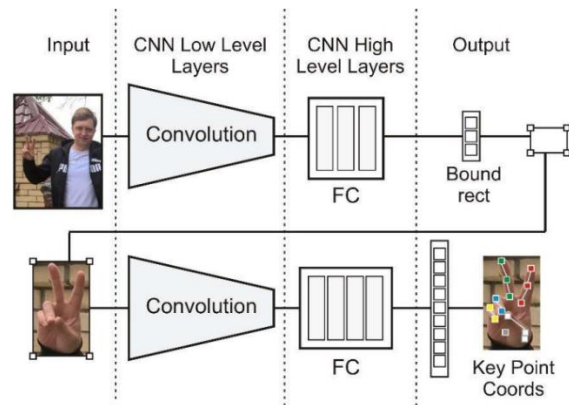 Input
CNN Low Level
Layers
CNN High
Level Layers
Output
Convolution
FC
Bound
rect
Convolution
FC
Key Point
Coords